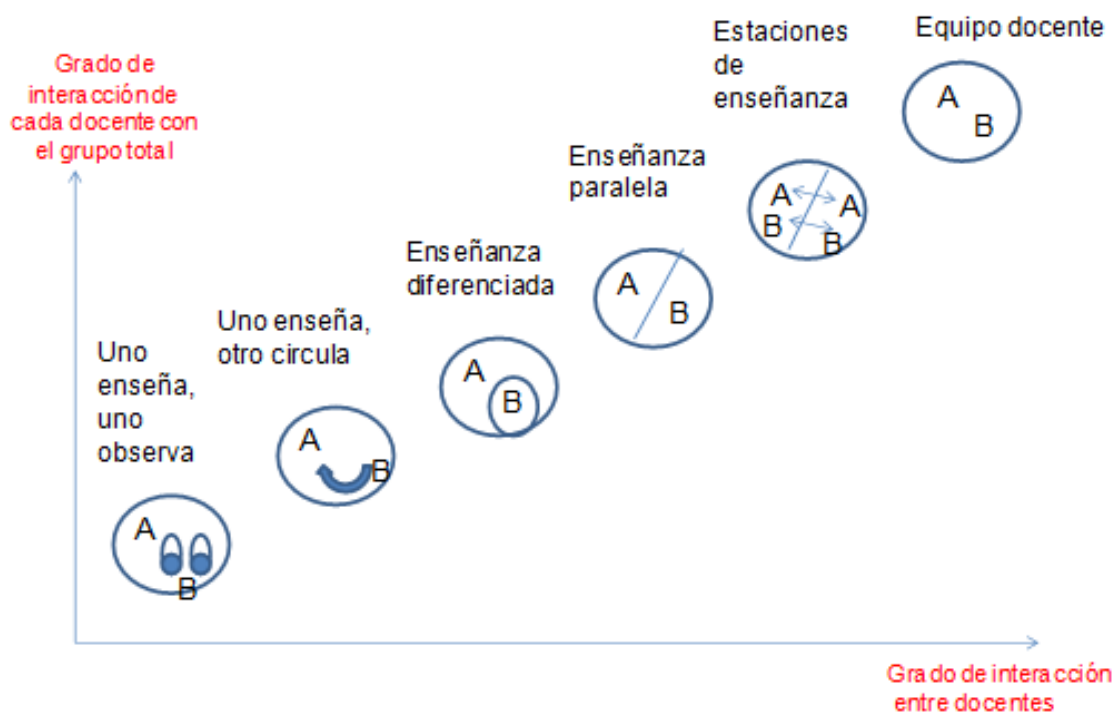 Grado de
interacción de
cada docente con
el grupo total
Uno
enseña,
uno
observa
A
B
Uno enseña,
otro circula
A
B
Enseñanza
diferenciada
A
B
Enseñanza
paralela
A
B
Estaciones
de
enseñanza
A
A
B
B
Equipo docente
A
B
Grado de interacción
entre docentes